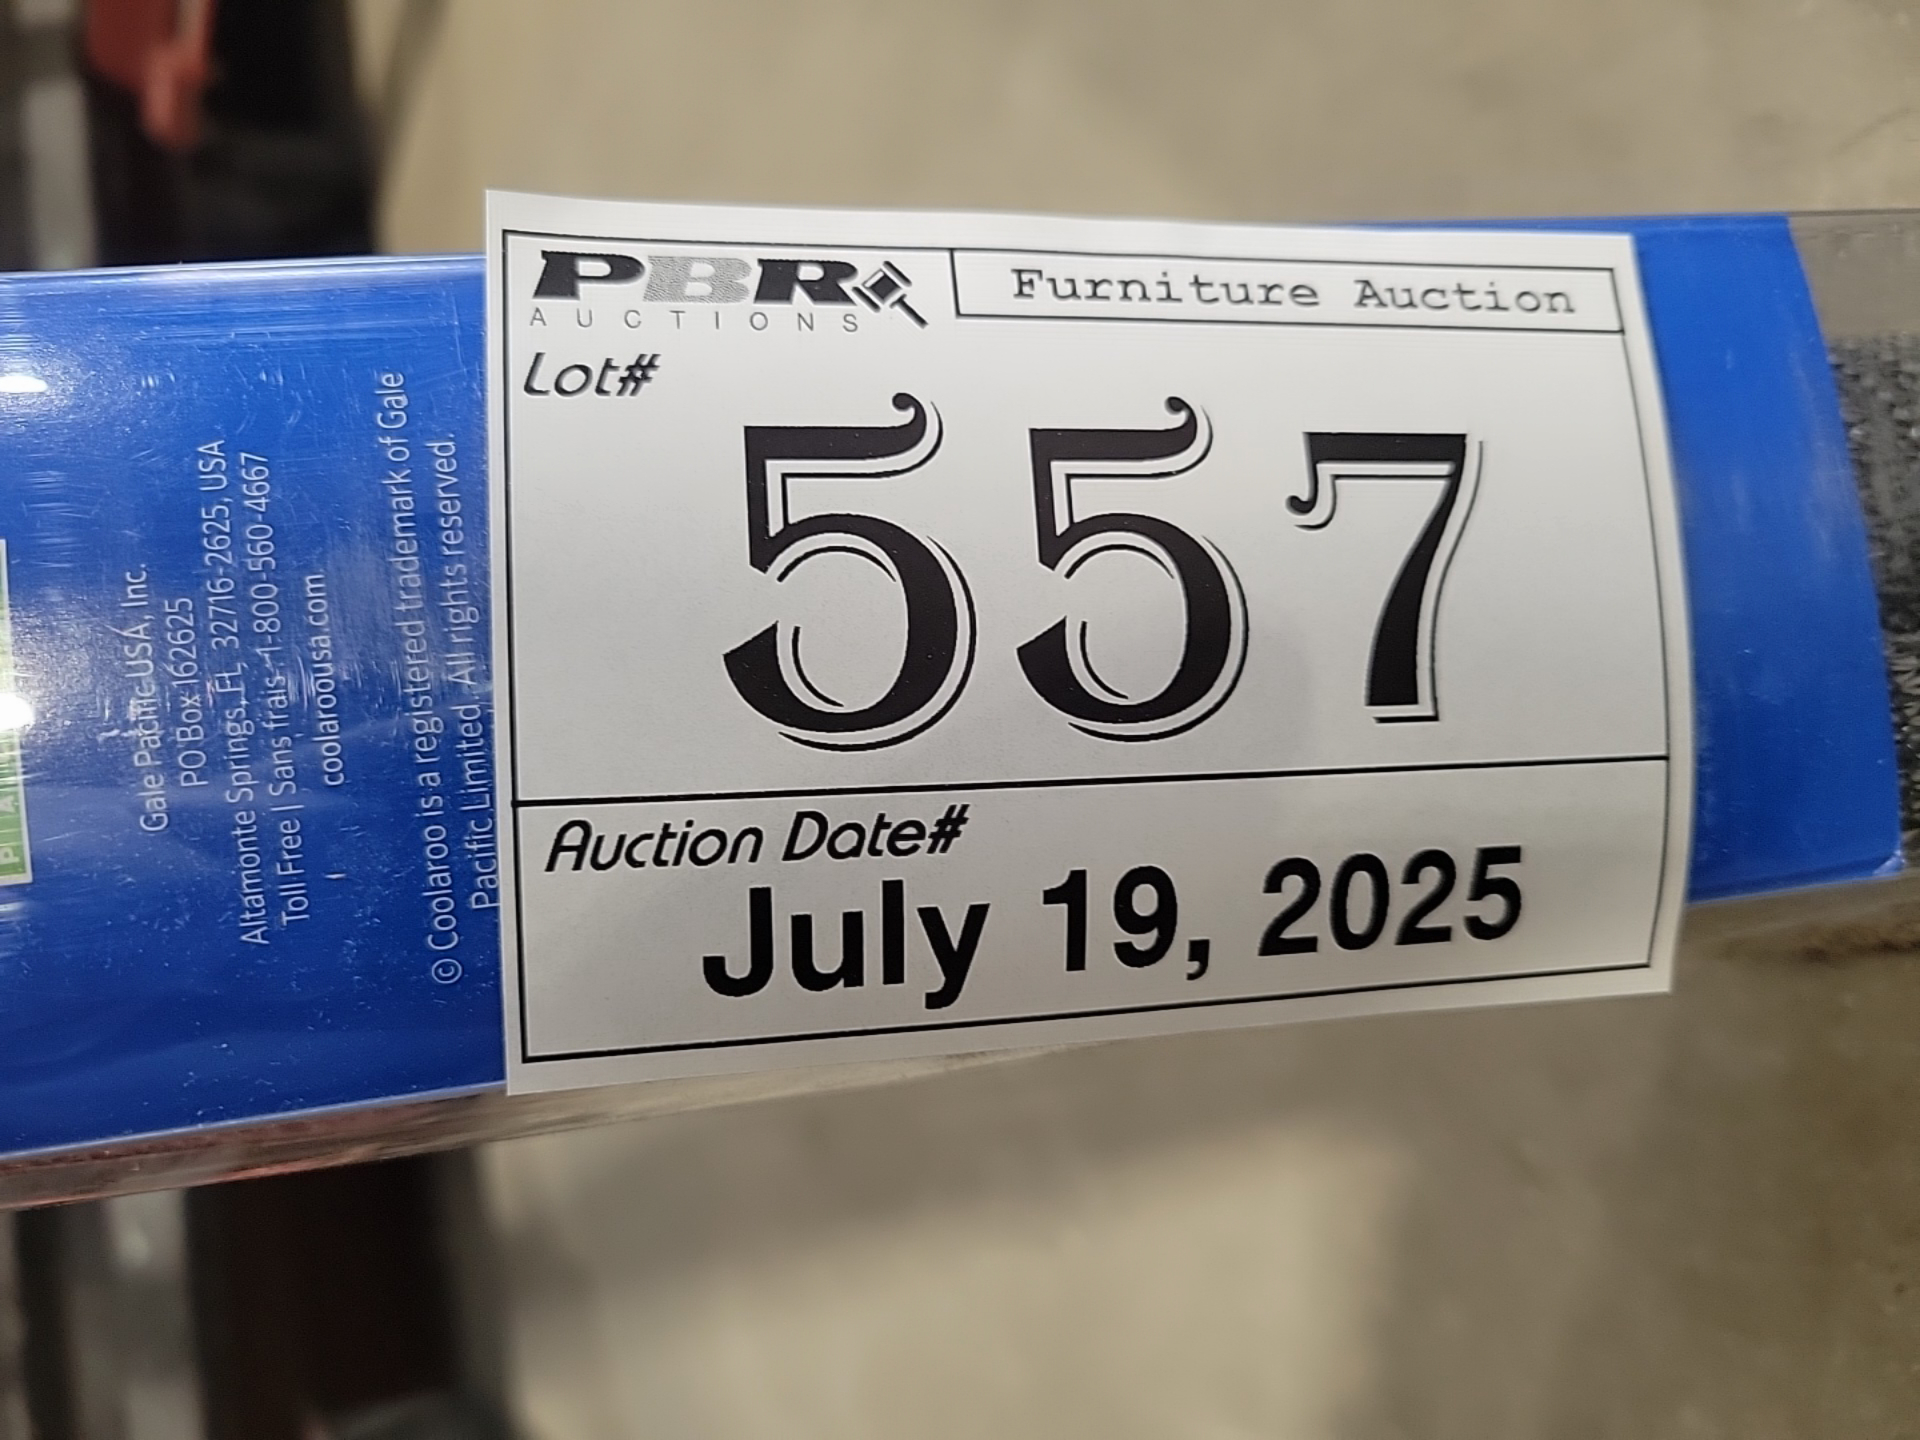 PBR
AUCTIONS
Furniture Auction
Lot#
557
Auction Date#
July 19, 2025
Gale Pacific USA, Inc.
PO Box 162625
Altamonte Springs, FL, 32716-2625, USA
Toll Free | Sans frais: 1-800-560-4667
coolaroousa.com
© Coolaroo is a registered trademark of Gale
Pacific Limited. All rights reserved.